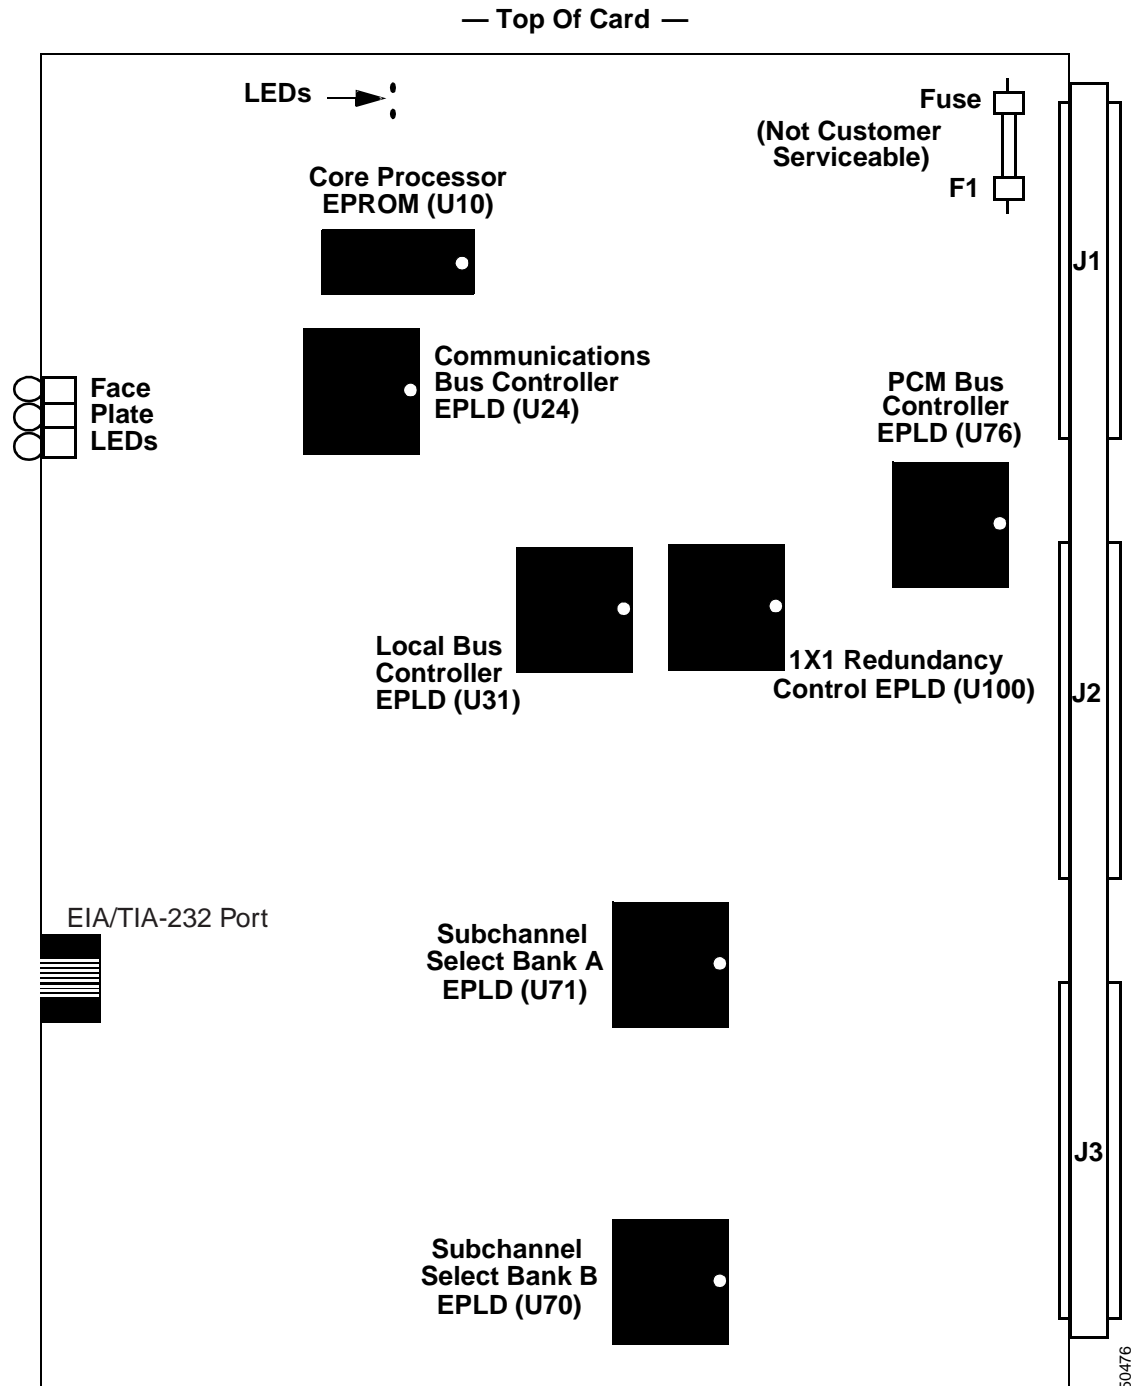 — Top Of Card —
LEDs
Fuse
(Not Customer
Serviceable)
F1
Core Processor
EPROM (U10)
J1
Communications
Bus Controller
EPLD (U24)
Face
Plate
LEDs
PCM Bus
Controller
EPLD (U76)
Local Bus
Controller
EPLD (U31)
1X1 Redundancy
Control EPLD (U100)
J2
EIA/TIA-232 Port
Subchannel
Select Bank A
EPLD (U71)
J3
Subchannel
Select Bank B
EPLD (U70)